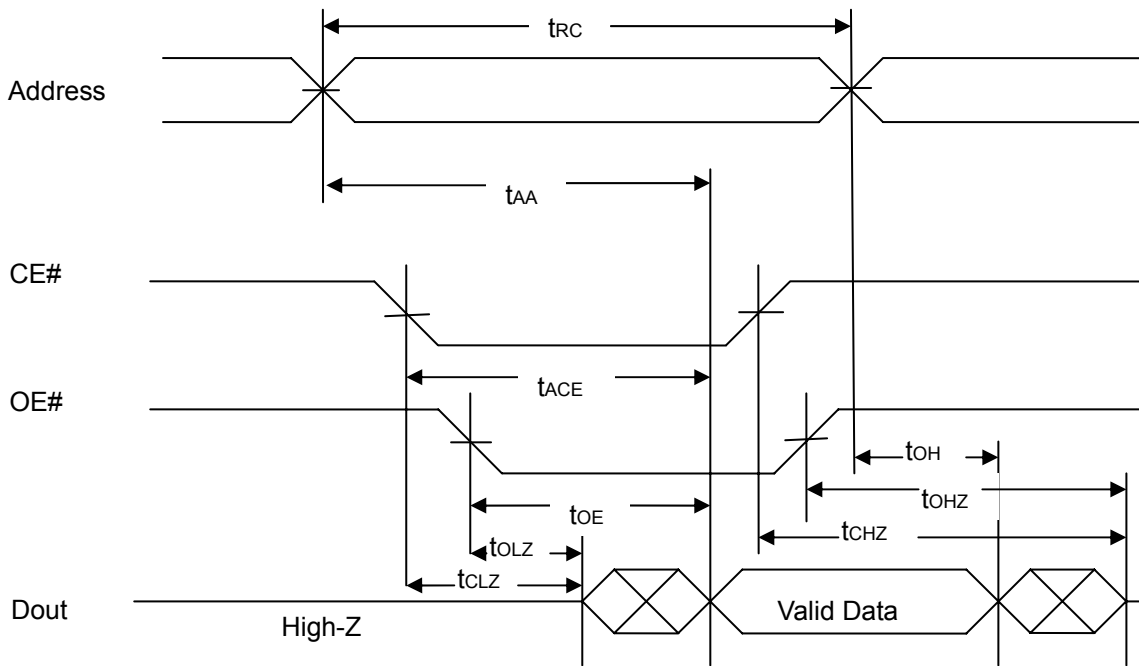 tRC
Address
tAA
CE#
tACE
OE#
tOH
tOHZ
tOE
tCHZ
tOLZ
tCLZ
Dout
High-Z
Valid Data